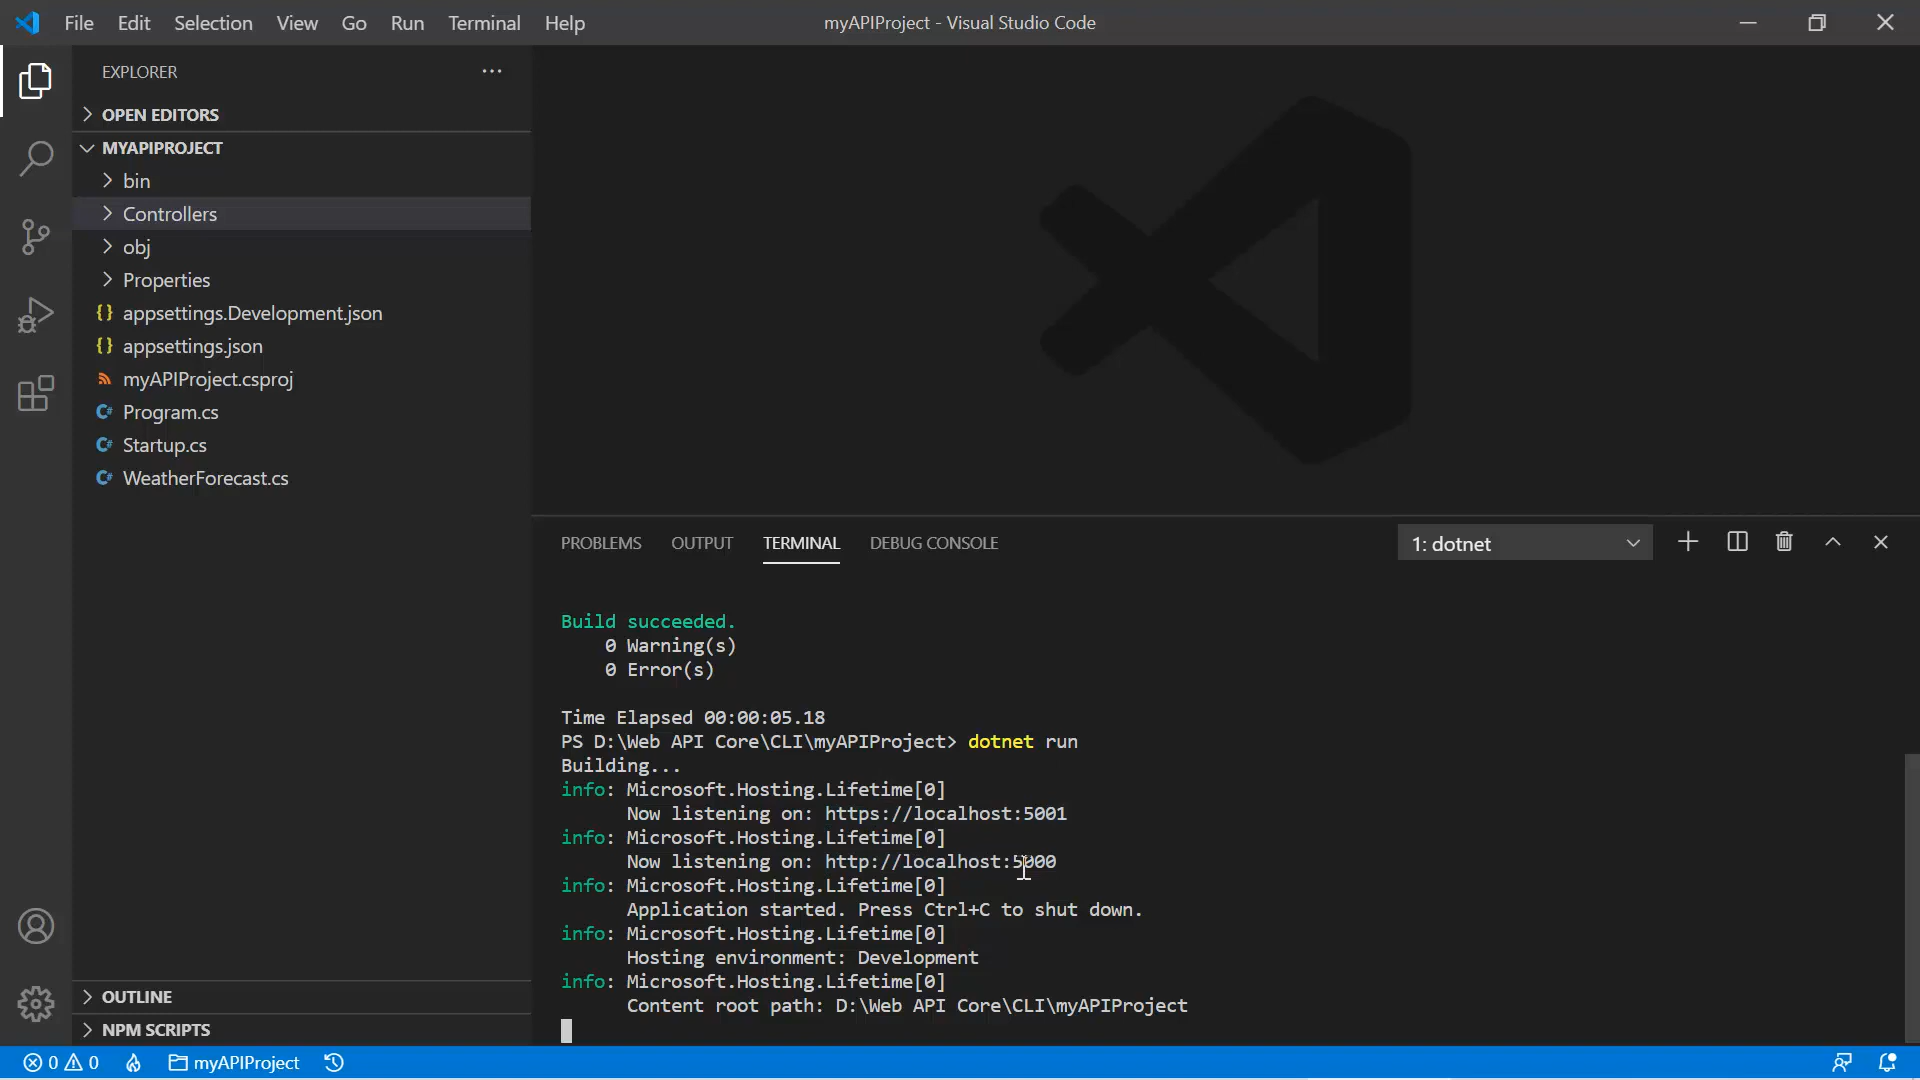 File Edit Selection View Go Run Terminal Help
myAPIProject - Visual Studio Code
EXPLORER
OPEN EDITORS
MYAPIPROJECT
bin
Controllers
obj
Properties
appsettings.Development.json
appsettings.json
myAPIProject.csproj
Program.cs
Startup.cs
WeatherForecast.cs
OUTLINE
NPM SCRIPTS
PROBLEMS OUTPUT TERMINAL DEBUG CONSOLE
1: dotnet
Build succeeded.
0 Warning(s)
0 Error(s)
Time Elapsed 00:00:05.18
PS D:\Web API Core\CLI\myAPIProject> dotnet run
Building...
info: Microsoft.Hosting.Lifetime[0]
Now listening on: https://localhost:5001
info: Microsoft.Hosting.Lifetime[0]
Now listening on: http://localhost:5000
info: Microsoft.Hosting.Lifetime[0]
Application started. Press Ctrl+C to shut down.
info: Microsoft.Hosting.Lifetime[0]
Hosting environment: Development
info: Microsoft.Hosting.Lifetime[0]
Content root path: D:\Web API Core\CLI\myAPIProject
0 0 myAPIProject